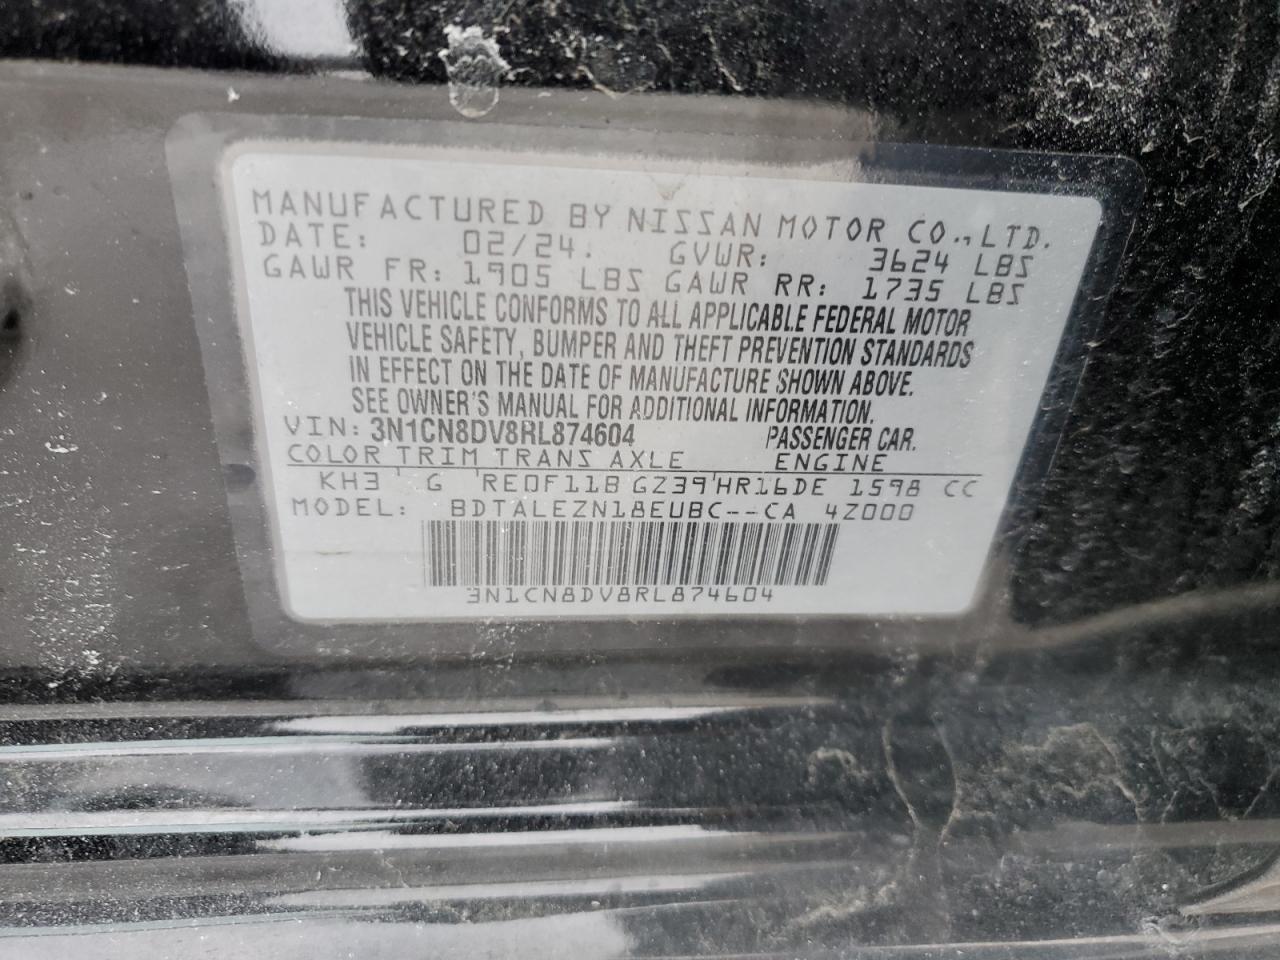 MANUFACTURED BY NISSAN MOTOR CO.,LTD.
DATE: 02/24. GVWR: 3624 LBS
GAWR FR: 1905 LBS GAWR RR: 1735 LBS
THIS VEHICLE CONFORMS TO ALL APPLICABLE FEDERAL MOTOR
VEHICLE SAFETY, BUMPER AND THEFT PREVENTION STANDARDS
IN EFFECT ON THE DATE OF MANUFACTURE SHOWN ABOVE.
SEE OWNER'S MANUAL FOR ADDITIONAL INFORMATION.
VIN: 3N1CN8DV8RL874604 PASSENGER CAR.
COLOR TRIM TRANS AXLE ENGINE
KH3 ' G 'RE0F11B GZ39'HR16DE 1598 CC
MODEL: BDTALEZN18EUBC--CA 4Z000
3N1CN8DV8RL874604